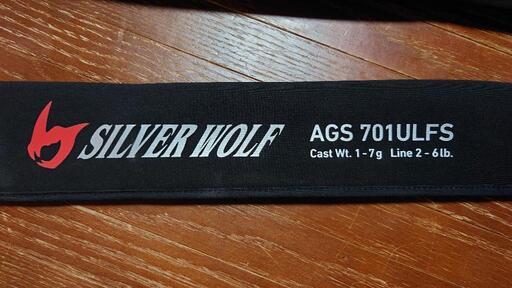 SILVER WOLF
AGS 701ULFS
Cast Wt. 1-7g Line 2-6lb.